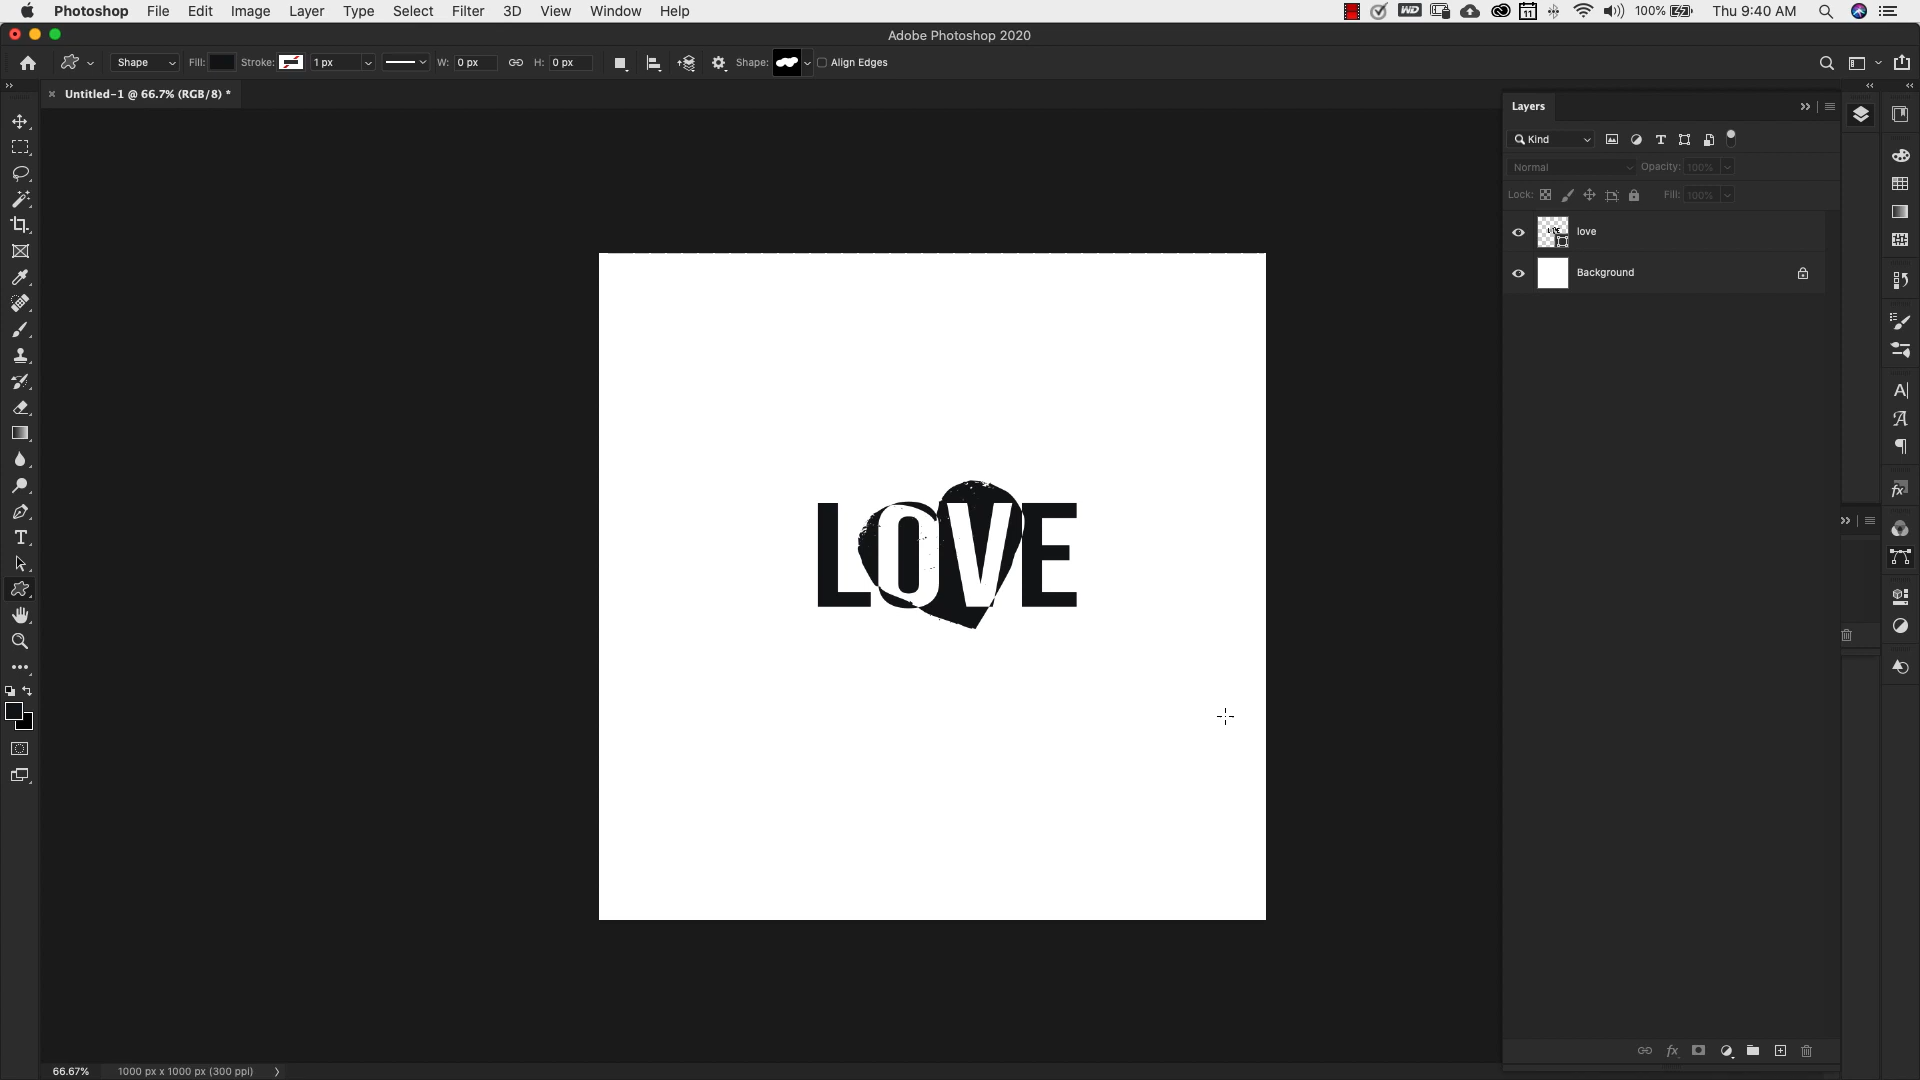 Photoshop File Edit Image Layer Type Select Filter 3D View Window Help
WD 11 100% Thu 9:40 AM
Adobe Photoshop 2020
Shape Fill: Stroke: 1 px W: 0 px H: 0 px Shape: Align Edges
Untitled-1 @ 66.7% (RGB/8) *
Layers
Kind
Normal Opacity: 100%
Lock: Fill: 100%
love
Background
LOVE
66.67% 1000 px x 1000 px (300 ppi)